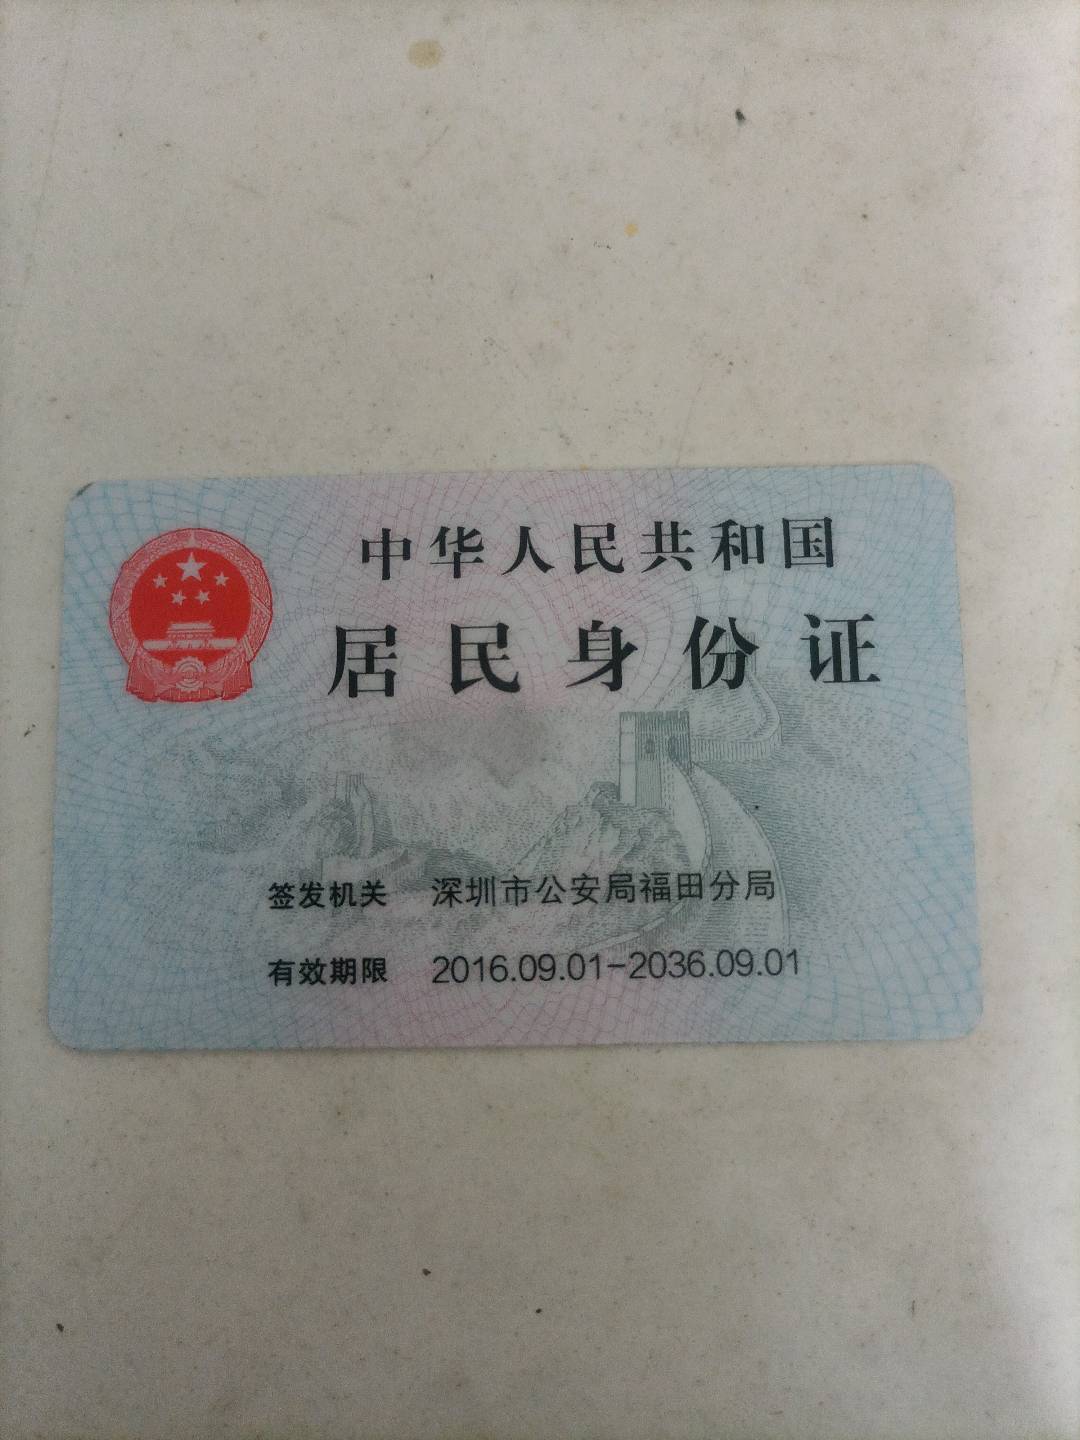 中华人民共和国
居民身份证
签发机关 深圳市公安局福田分局
有效期限 2016.09.01-2036.09.01